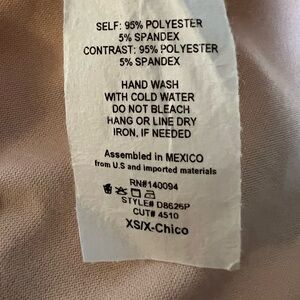 SELF: 95% POLYESTER
5% SPANDEX
CONTRAST: 95% POLYESTER
5% SPANDEX
HAND WASH
WITH COLD WATER
DO NOT BLEACH
HANG OR LINE DRY
IRON, IF NEEDED
Assembled in MEXICO
from U.S and imported materials
RN#140094
STYLE# D8626P
CUT# 4510
XS/X-Chico